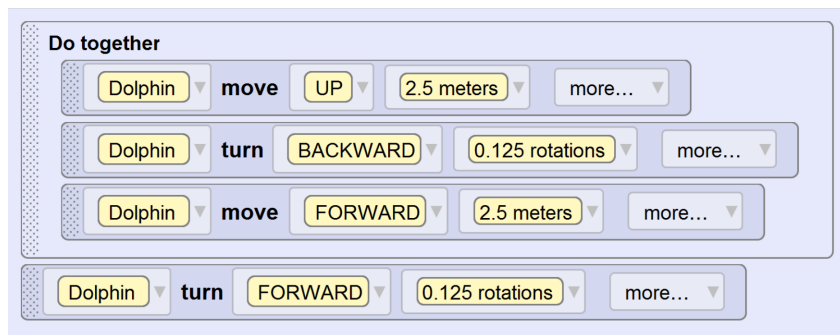 Do together
Dolphin move UP 2.5 meters more...
Dolphin turn BACKWARD 0.125 rotations more...
Dolphin move FORWARD 2.5 meters more...
Dolphin turn FORWARD 0.125 rotations more...